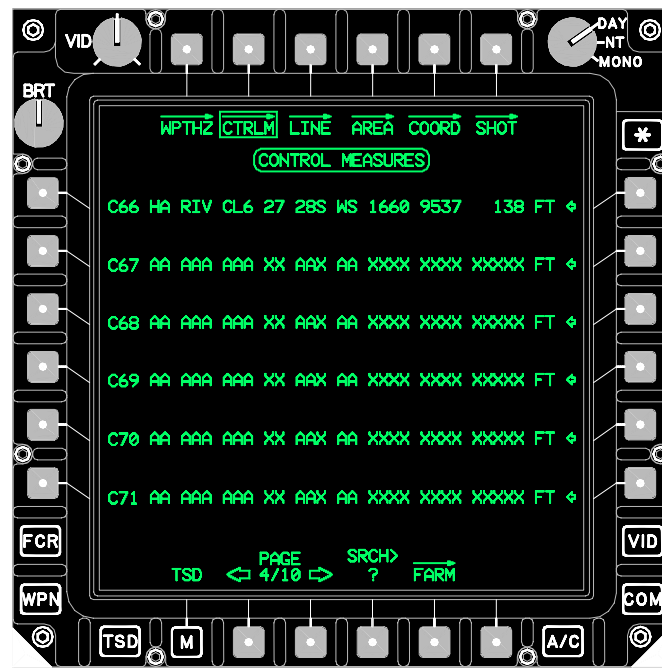 DAY
VID
NT
MONO
BRT
WPTHZ CTRLM LINE AREA COORD SHOT
*
CONTROL MEASURES
C66 HA RIV CL6 27 28S WS 1660 9537 138 FT
C67 AA AAA AAA XX AAX AA XXXX XXXX XXXXX FT
C68 AA AAA AAA XX AAX AA XXXX XXXX XXXXX FT
C69 AA AAA AAA XX AAX AA XXXX XXXX XXXXX FT
C70 AA AAA AAA XX AAX AA XXXX XXXX XXXXX FT
C71 AA AAA AAA XX AAX AA XXXX XXXX XXXXX FT
FCR
VID
PAGE SRCH>
TSD 4/10 ? FARM
WPN
COM
TSD M A/C